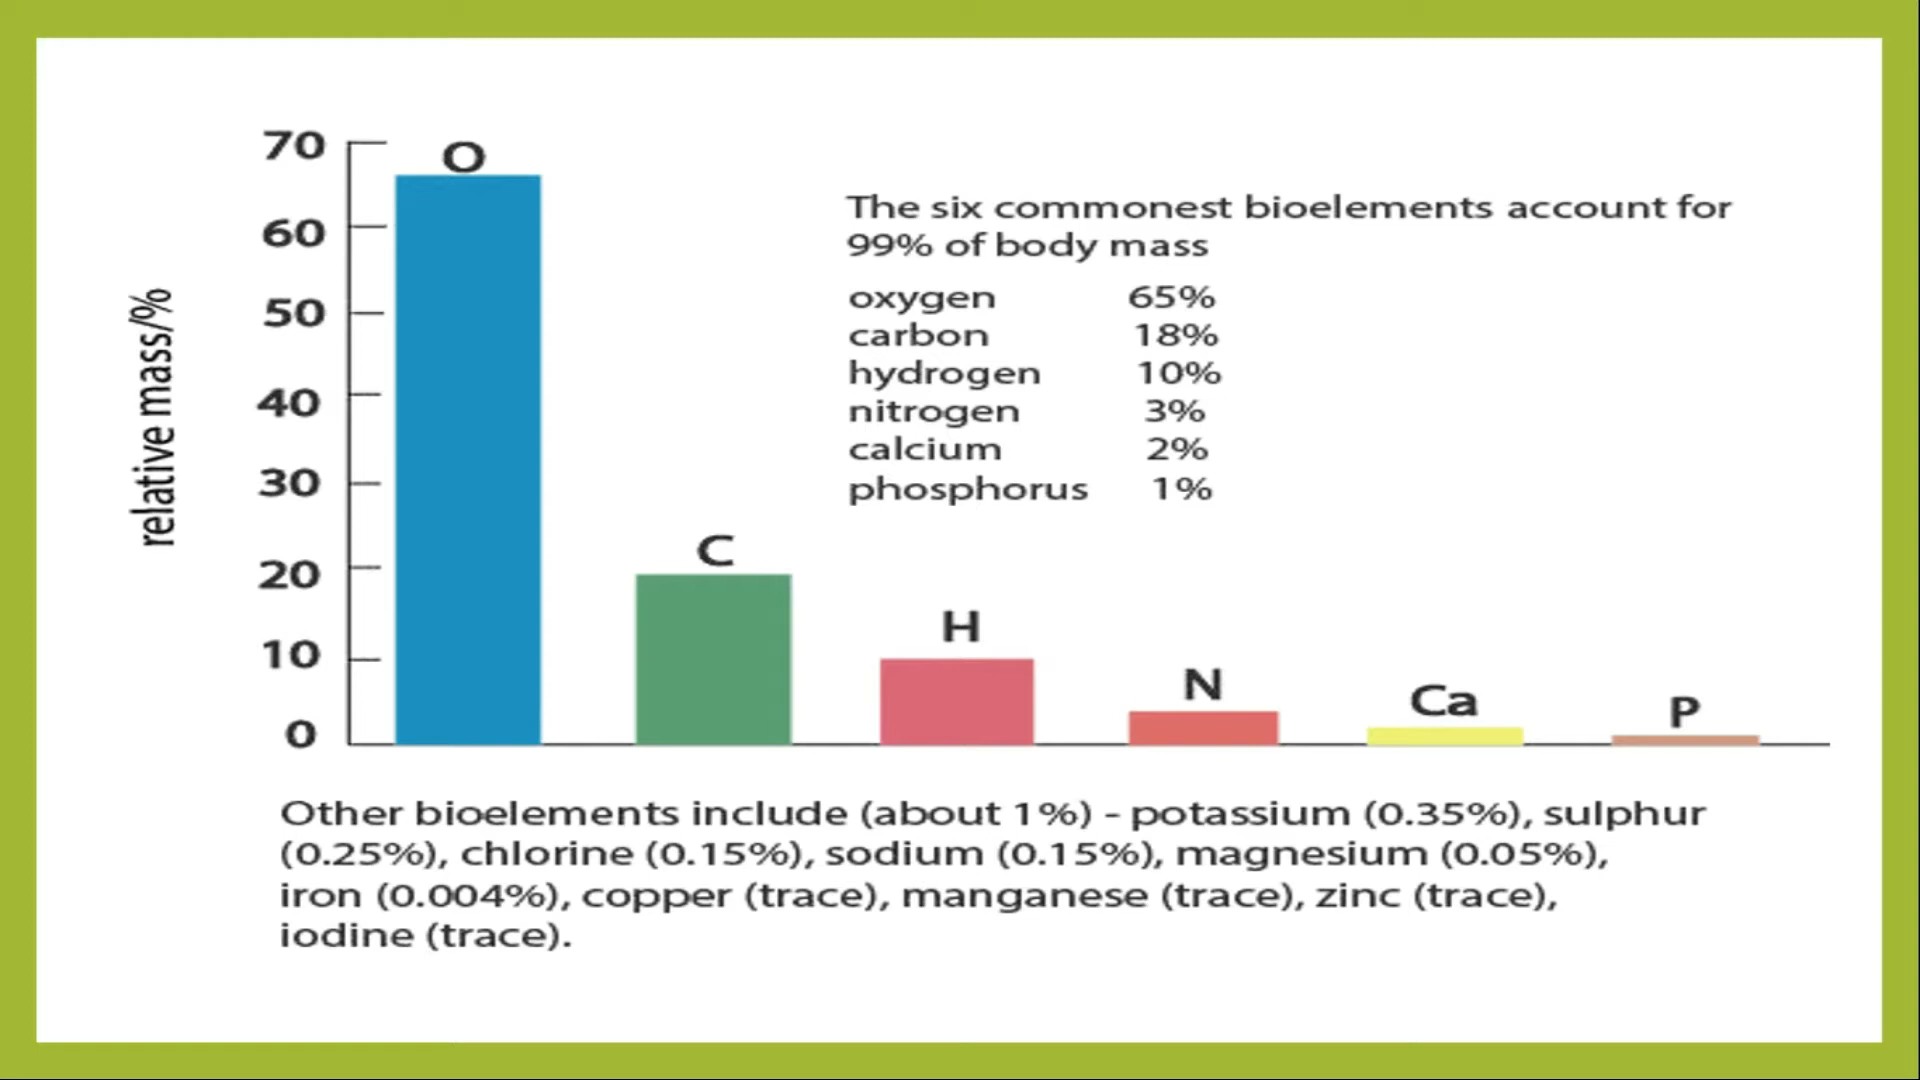 70
60
50
40
30
20
10
0
relative mass/%
O
C
H
N
Ca
P
The six commonest bioelements account for
99% of body mass
oxygen 65%
carbon 18%
hydrogen 10%
nitrogen 3%
calcium 2%
phosphorus 1%
Other bioelements include (about 1%) - potassium (0.35%), sulphur
(0.25%), chlorine (0.15%), sodium (0.15%), magnesium (0.05%),
iron (0.004%), copper (trace), manganese (trace), zinc (trace),
iodine (trace).